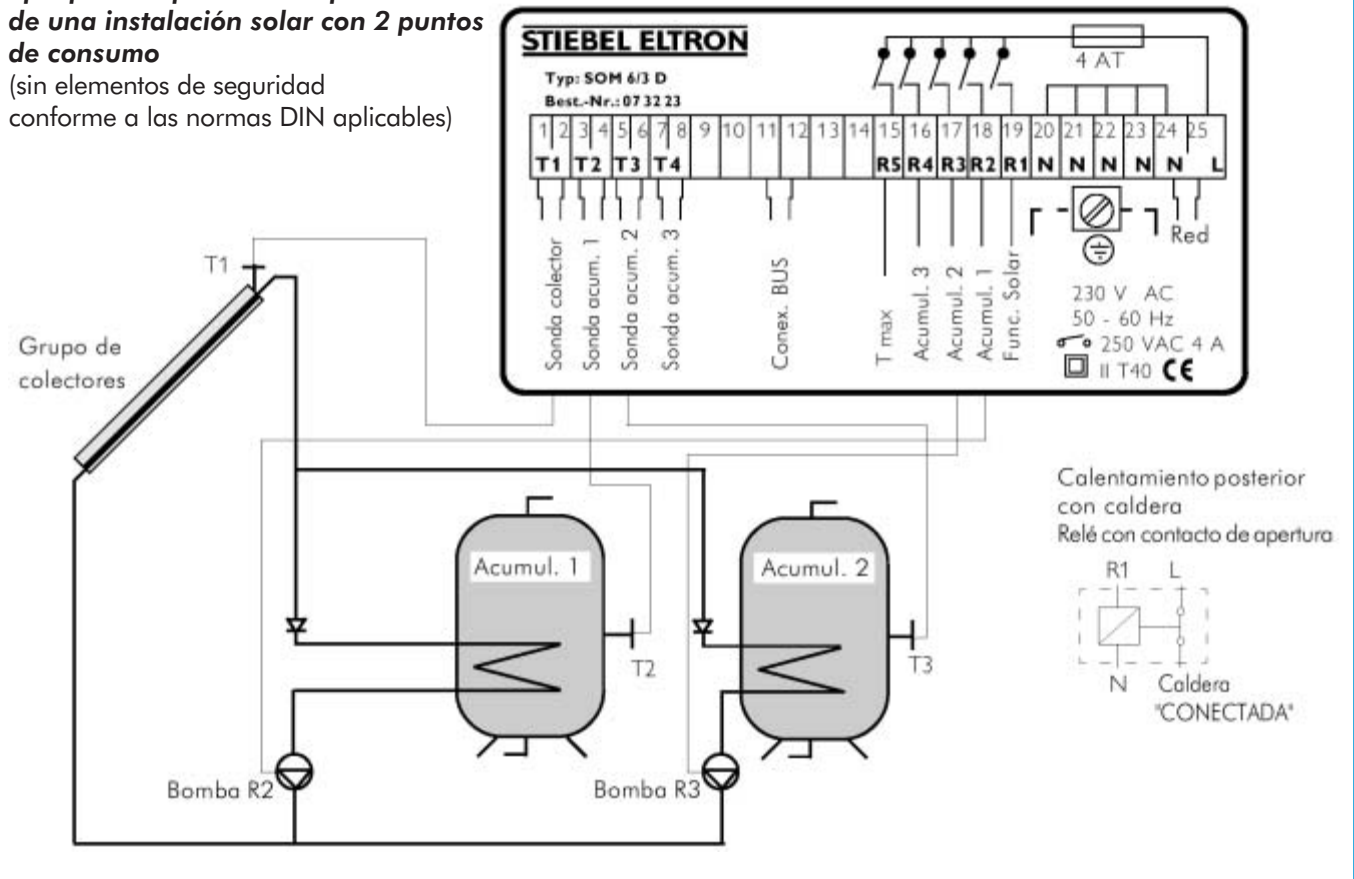 de una instalación solar con 2 puntos
de consumo
(sin elementos de seguridad
conforme a las normas DIN aplicables)
STIEBEL ELTRON
Typ: SOM 6/3 D
Best.-Nr.: 07 32 23
4 AT
1 2 3 4 5 6 7 8 9 10 11 12 13 14 15 16 17 18 19 20 21 22 23 24 25
T1 T2 T3 T4 R5 R4 R3 R2 R1 N N N N N L
Sonda colector
Sonda acum. 1
Sonda acum. 2
Sonda acum. 3
Conex. BUS
T max
Acumul. 3
Acumul. 2
Acumul. 1
Func. Solar
Red
230 V AC
50 - 60 Hz
250 VAC 4 A
II T40 CE
T1
Grupo de
colectores
Acumul. 1
T2
Acumul. 2
T3
Bomba R2
Bomba R3
Calentamiento posterior
con caldera
Relé con contacto de apertura
R1 L
N Caldera
"CONECTADA"